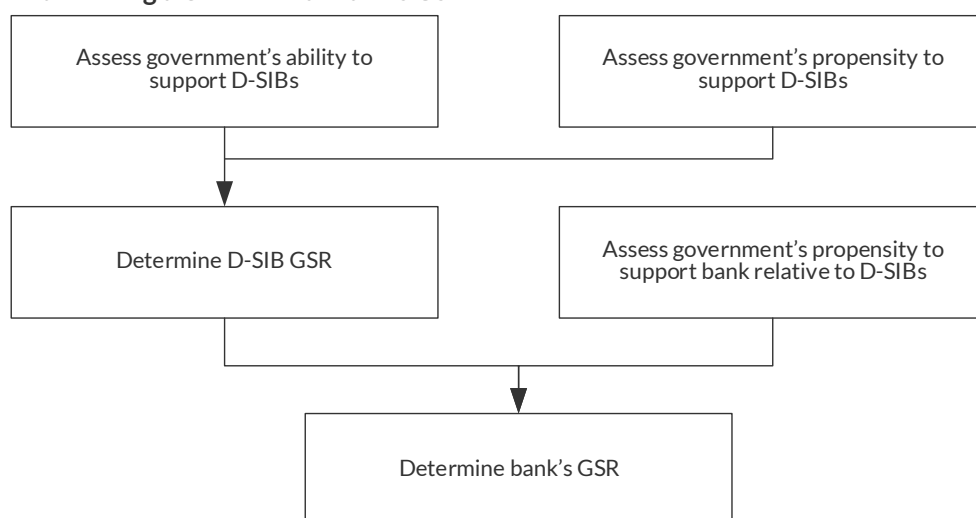 Assess government’s ability to
support D-SIBs
Assess government’s propensity to
support D-SIBs
Determine D-SIB GSR
Assess government’s propensity to
support bank relative to D-SIBs
Determine bank’s GSR